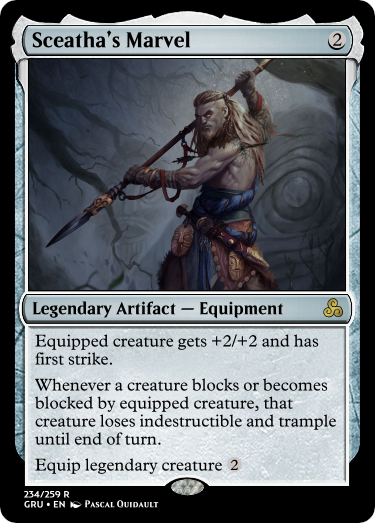 Sceatha's Marvel 2
Legendary Artifact — Equipment
Equipped creature gets +2/+2 and has
first strike.
Whenever a creature blocks or becomes
blocked by equipped creature, that
creature loses indestructible and trample
until end of turn.
Equip legendary creature 2
234/259 R
GRU • EN Pascal Quidault